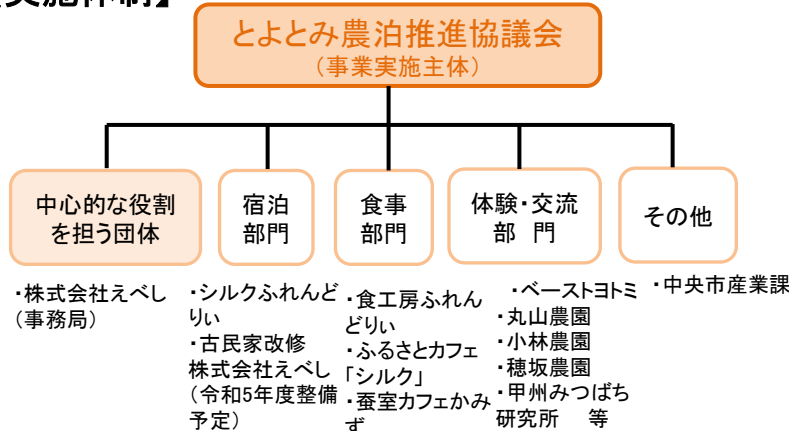 実施体制】
とよとみ農泊推進協議会
(事業実施主体)
中心的な役割
を担う団体
宿泊
部門
食事
部門
体験・交流
部 門
その他
・株式会社えべし
(事務局)
・シルクふれんど
りぃ
・古民家改修
株式会社えべし
(令和5年度整備
予定)
・食工房ふれん
どりぃ
・ふるさとカフェ
「シルク」
・蚕室カフェかみ
ず
・ベーストヨトミ
・丸山農園
・小林農園
・穂坂農園
・甲州みつばち
研究所 等
・中央市産業課